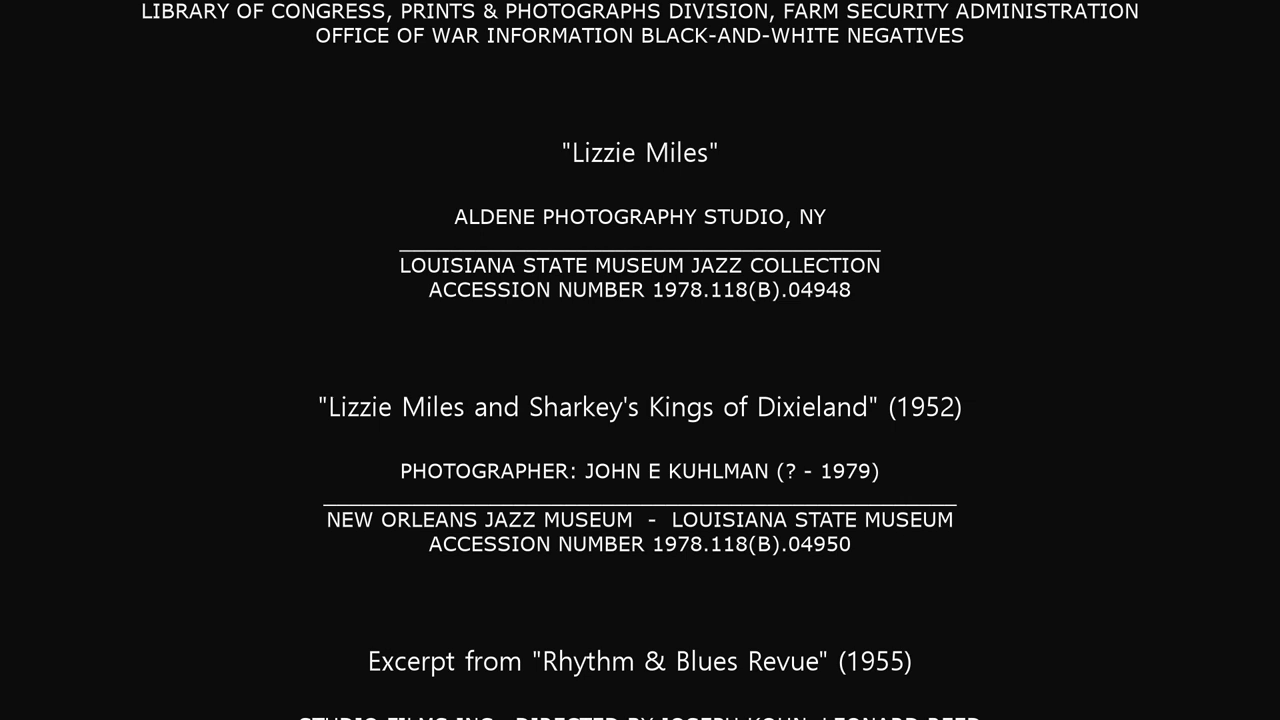 LIBRARY OF CONGRESS, PRINTS & PHOTOGRAPHS DIVISION, FARM SECURITY ADMINISTRATION
OFFICE OF WAR INFORMATION BLACK-AND-WHITE NEGATIVES
"Lizzie Miles"
ALDENE PHOTOGRAPHY STUDIO, NY
LOUISIANA STATE MUSEUM JAZZ COLLECTION
ACCESSION NUMBER 1978.118(B).04948
"Lizzie Miles and Sharkey's Kings of Dixieland" (1952)
PHOTOGRAPHER: JOHN E KUHLMAN (? - 1979)
NEW ORLEANS JAZZ MUSEUM - LOUISIANA STATE MUSEUM
ACCESSION NUMBER 1978.118(B).04950
Excerpt from "Rhythm & Blues Revue" (1955)